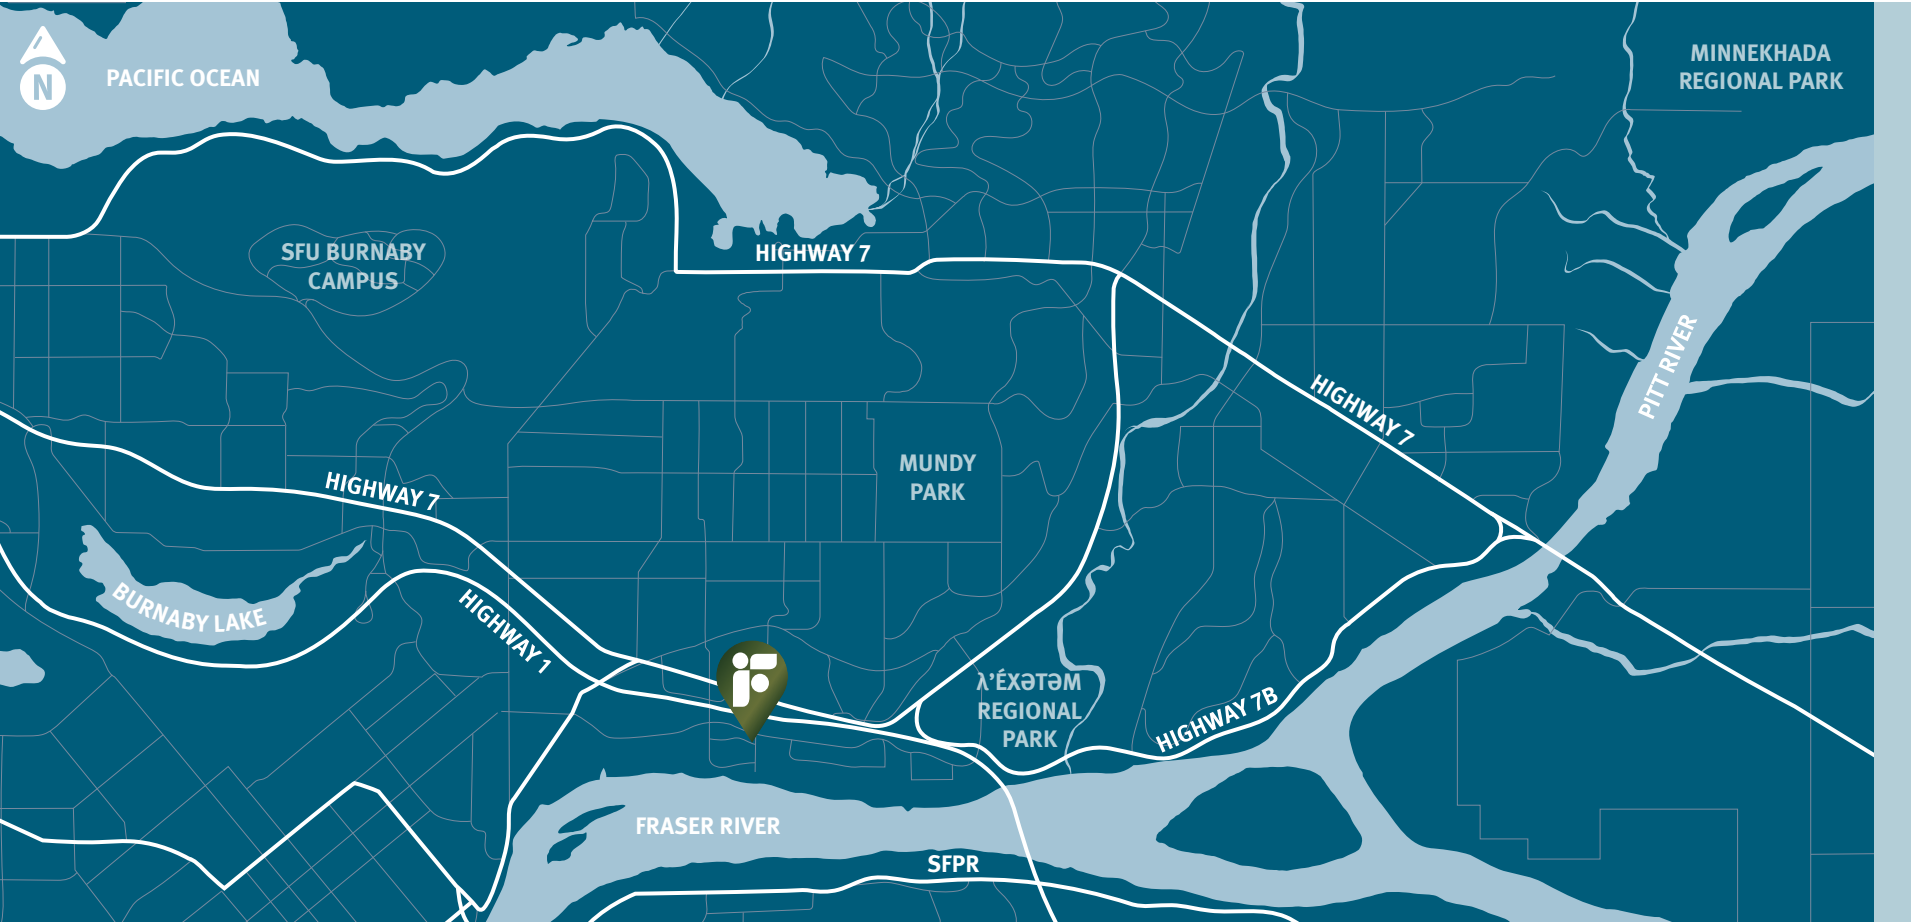 N
PACIFIC OCEAN
MINNEKHADA
REGIONAL PARK
SFU BURNABY
CAMPUS
HIGHWAY 7
PITT RIVER
HIGHWAY 7
MUNDY
PARK
HIGHWAY 7
BURNABY LAKE
HIGHWAY 1
λ’ÉXƏTƏM
REGIONAL
PARK
HIGHWAY 7B
FRASER RIVER
SFPR